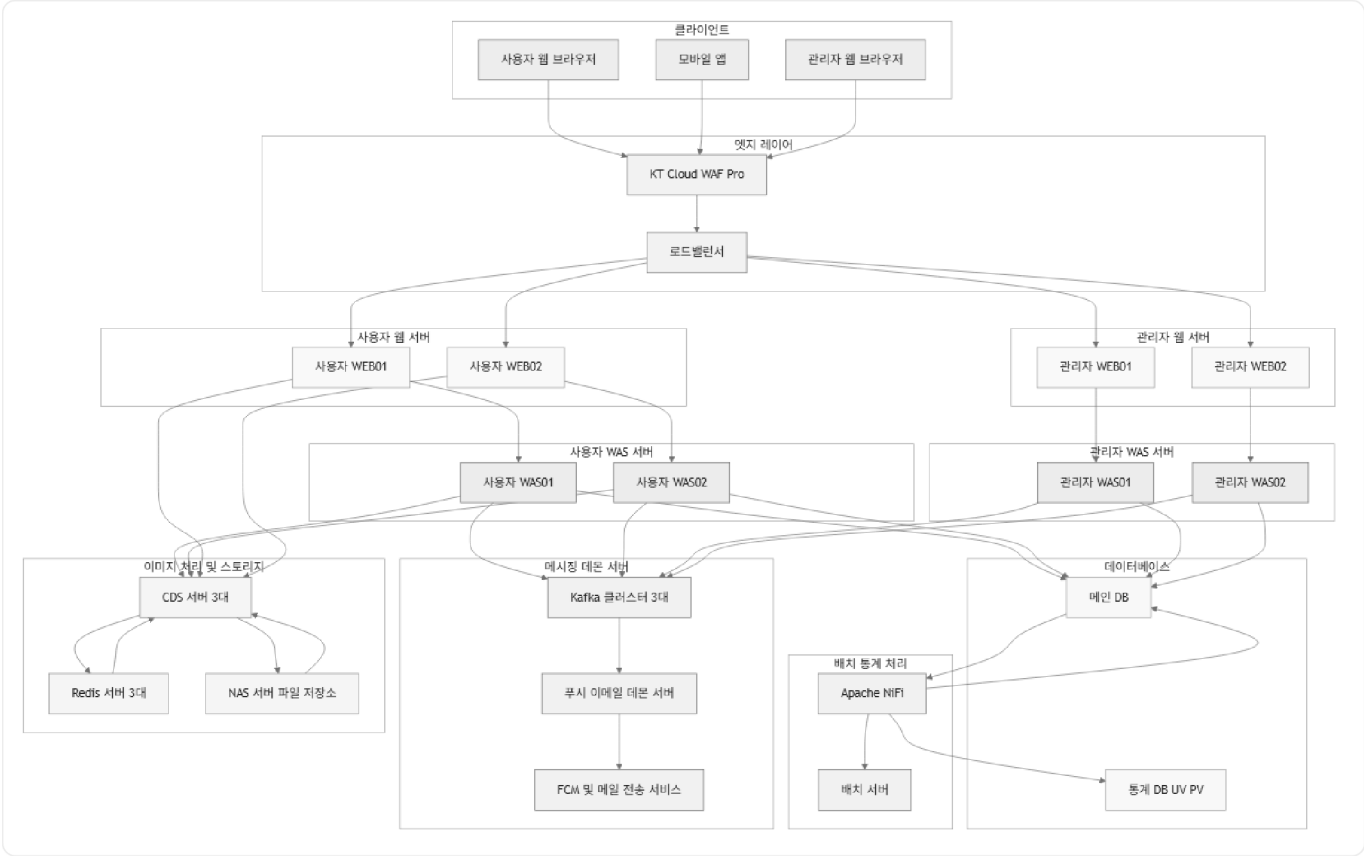 클라이언트
사용자 웹 브라우저
모바일 앱
관리자 웹 브라우저
엣지 레이어
KT Cloud WAF Pro
로드밸런서
사용자 웹 서버
관리자 웹 서버
사용자 WEB01
사용자 WEB02
관리자 WEB01
관리자 WEB02
사용자 WAS 서버
관리자 WAS 서버
사용자 WAS01
사용자 WAS02
관리자 WAS01
관리자 WAS02
이미지 처리 및 스토리지
메시징 데몬 서버
데이터베이스
CDS 서버 3대
Kafka 클러스터 3대
메인 DB
배치 통계 처리
Redis 서버 3대
NAS 서버 파일 저장소
푸시 이메일 데몬 서버
Apache NiFi
FCM 및 메일 전송 서비스
배치 서버
통계 DB UV PV